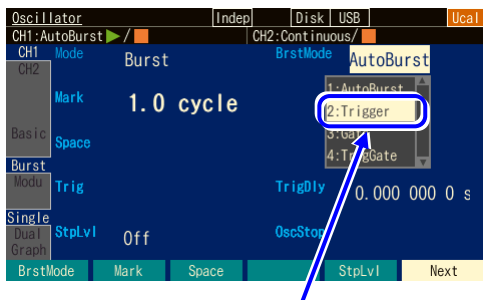 Oscillator Indep Disk USB Ucal
CH1:AutoBurst / CH2:Continuous/
CH1 Mode Burst BrstMode AutoBurst
CH2
1:AutoBurst
Mark 1.0 cycle 2:Trigger
Basic Space
4:TrigGate
Burst
Modu Trig TrigDly 0.000 000 0 s
Single
Dual StpLvl Off OscStop
Graph
BrstMode Mark Space StpLvl Next